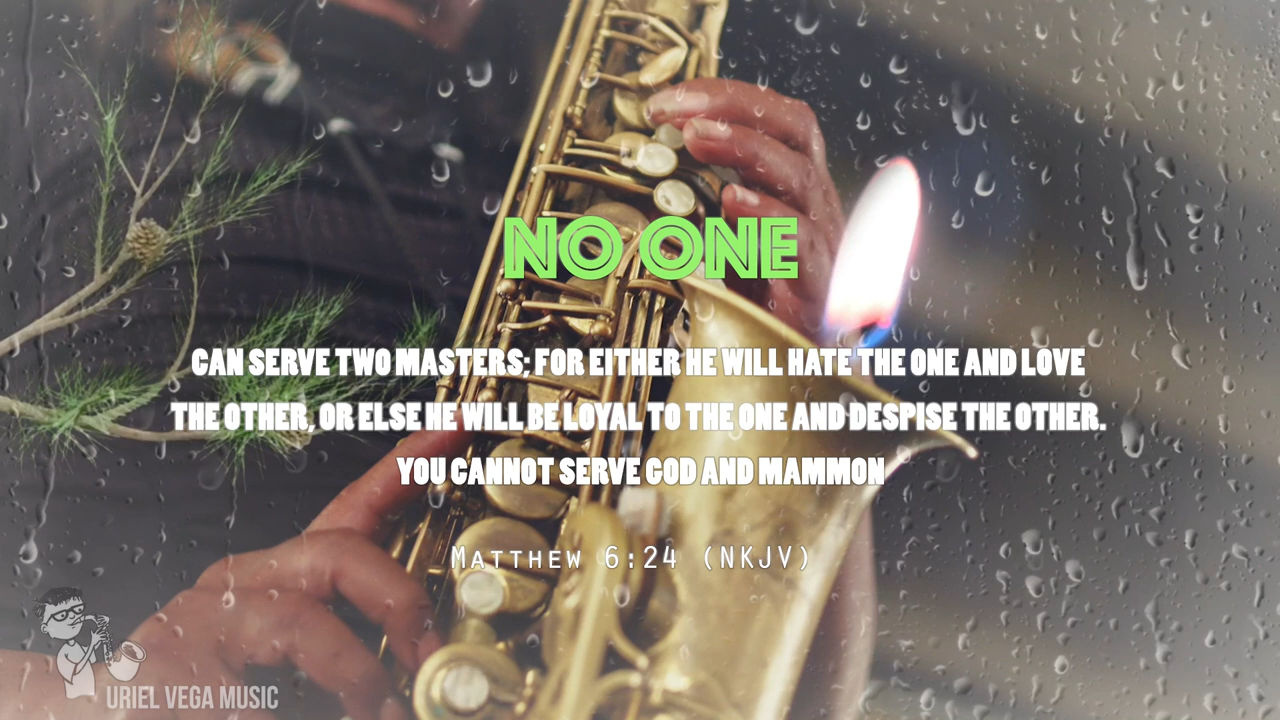 NO ONE
CAN SERVE TWO MASTERS; FOR EITHER HE WILL HATE THE ONE AND LOVE
THE OTHER, OR ELSE HE WILL BE LOYAL TO THE ONE AND DESPISE THE OTHER.
YOU CANNOT SERVE GOD AND MAMMON
MATTHEW 6:24 (NKJV)
URIEL VEGA MUSIC